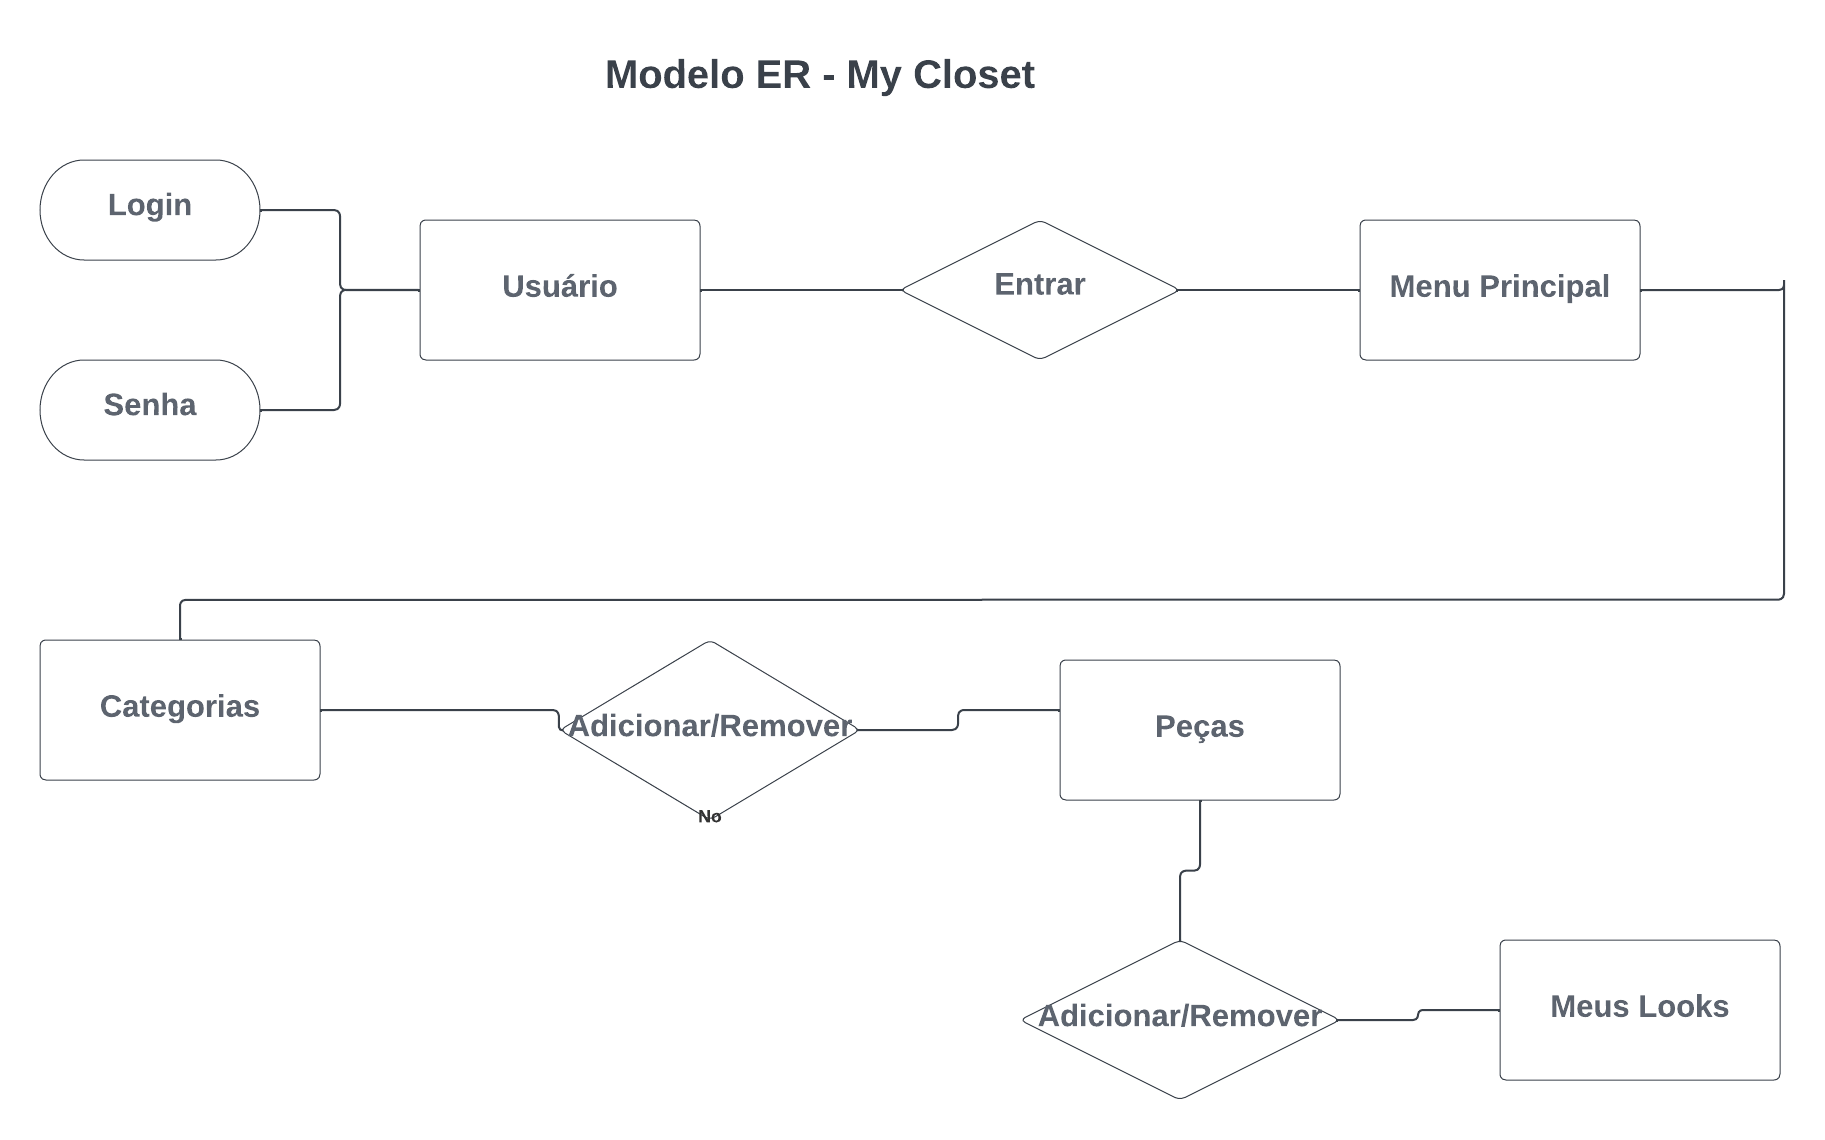 Modelo ER - My Closet
Login
Usuário
Entrar
Menu Principal
Senha
Categorias
Adicionar/Remover
Peças
No
Adicionar/Remover
Meus Looks